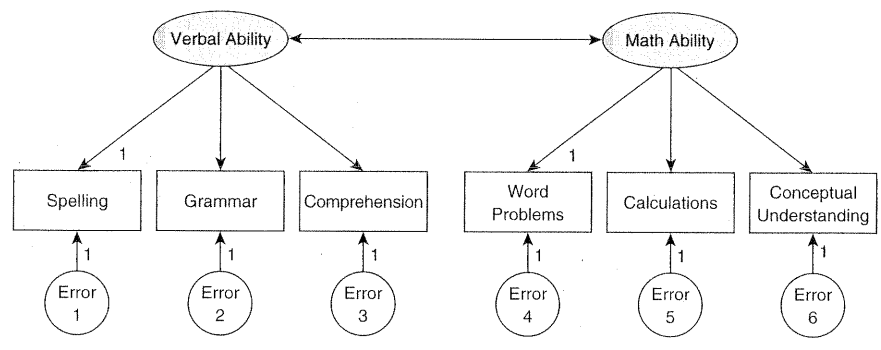 Verbal Ability
Math Ability
1
1
Spelling
Grammar
Comprehension
Word
Problems
Calculations
Conceptual
Understanding
1
1
1
1
1
1
Error
1
Error
2
Error
3
Error
4
Error
5
Error
6